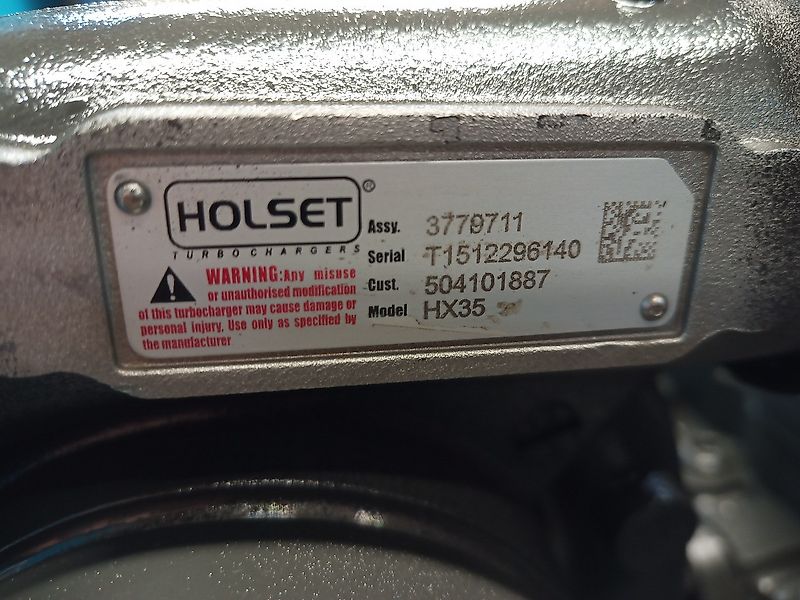 HOLSET®
TURBOCHARGERS
WARNING: Any misuse
or unauthorised modification
of this turbocharger may cause damage or
personal injury. Use only as specified by
the manufacturer
Assy. 3779711
Serial T1512296140
Cust. 504101887
Model HX35